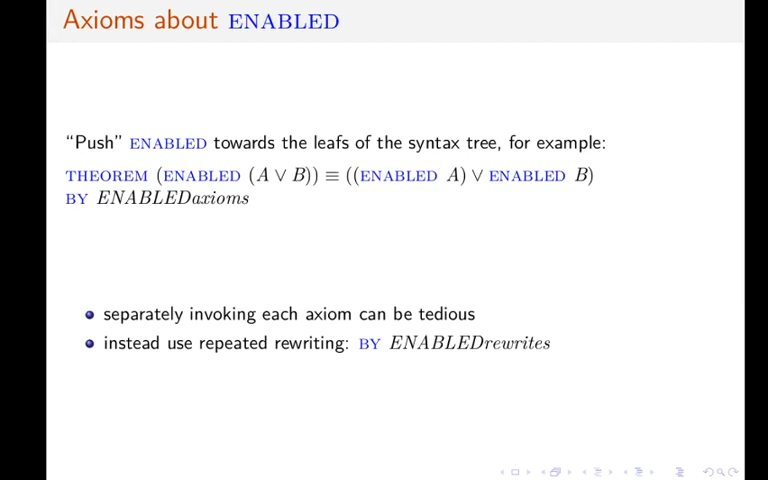 Axioms about ENABLED
“Push” ENABLED towards the leafs of the syntax tree, for example:
THEOREM (ENABLED (A ∨ B)) ≡ ((ENABLED A) ∨ ENABLED B)
BY ENABLEDaxioms
separately invoking each axiom can be tedious
instead use repeated rewriting: BY ENABLEDrewrites